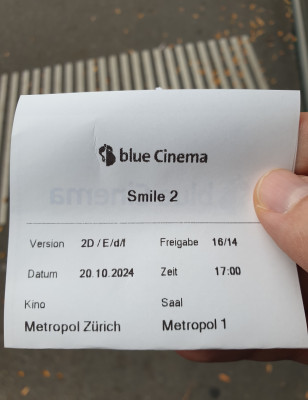 blue Cinema
Smile 2
Version 2D / E/d/f Freigabe 16/14
Datum 20.10.2024 Zeit 17:00
Kino Saal
Metropol Zürich Metropol 1